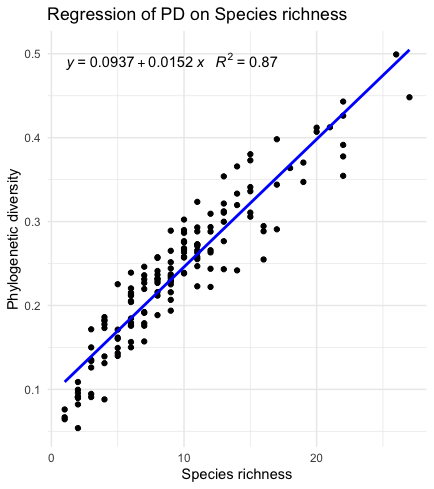 Regression of PD on Species richness
y = 0.0937 + 0.0152 x   R² = 0.87
Phylogenetic diversity
0.5
0.4
0.3
0.2
0.1
0 10 20
Species richness